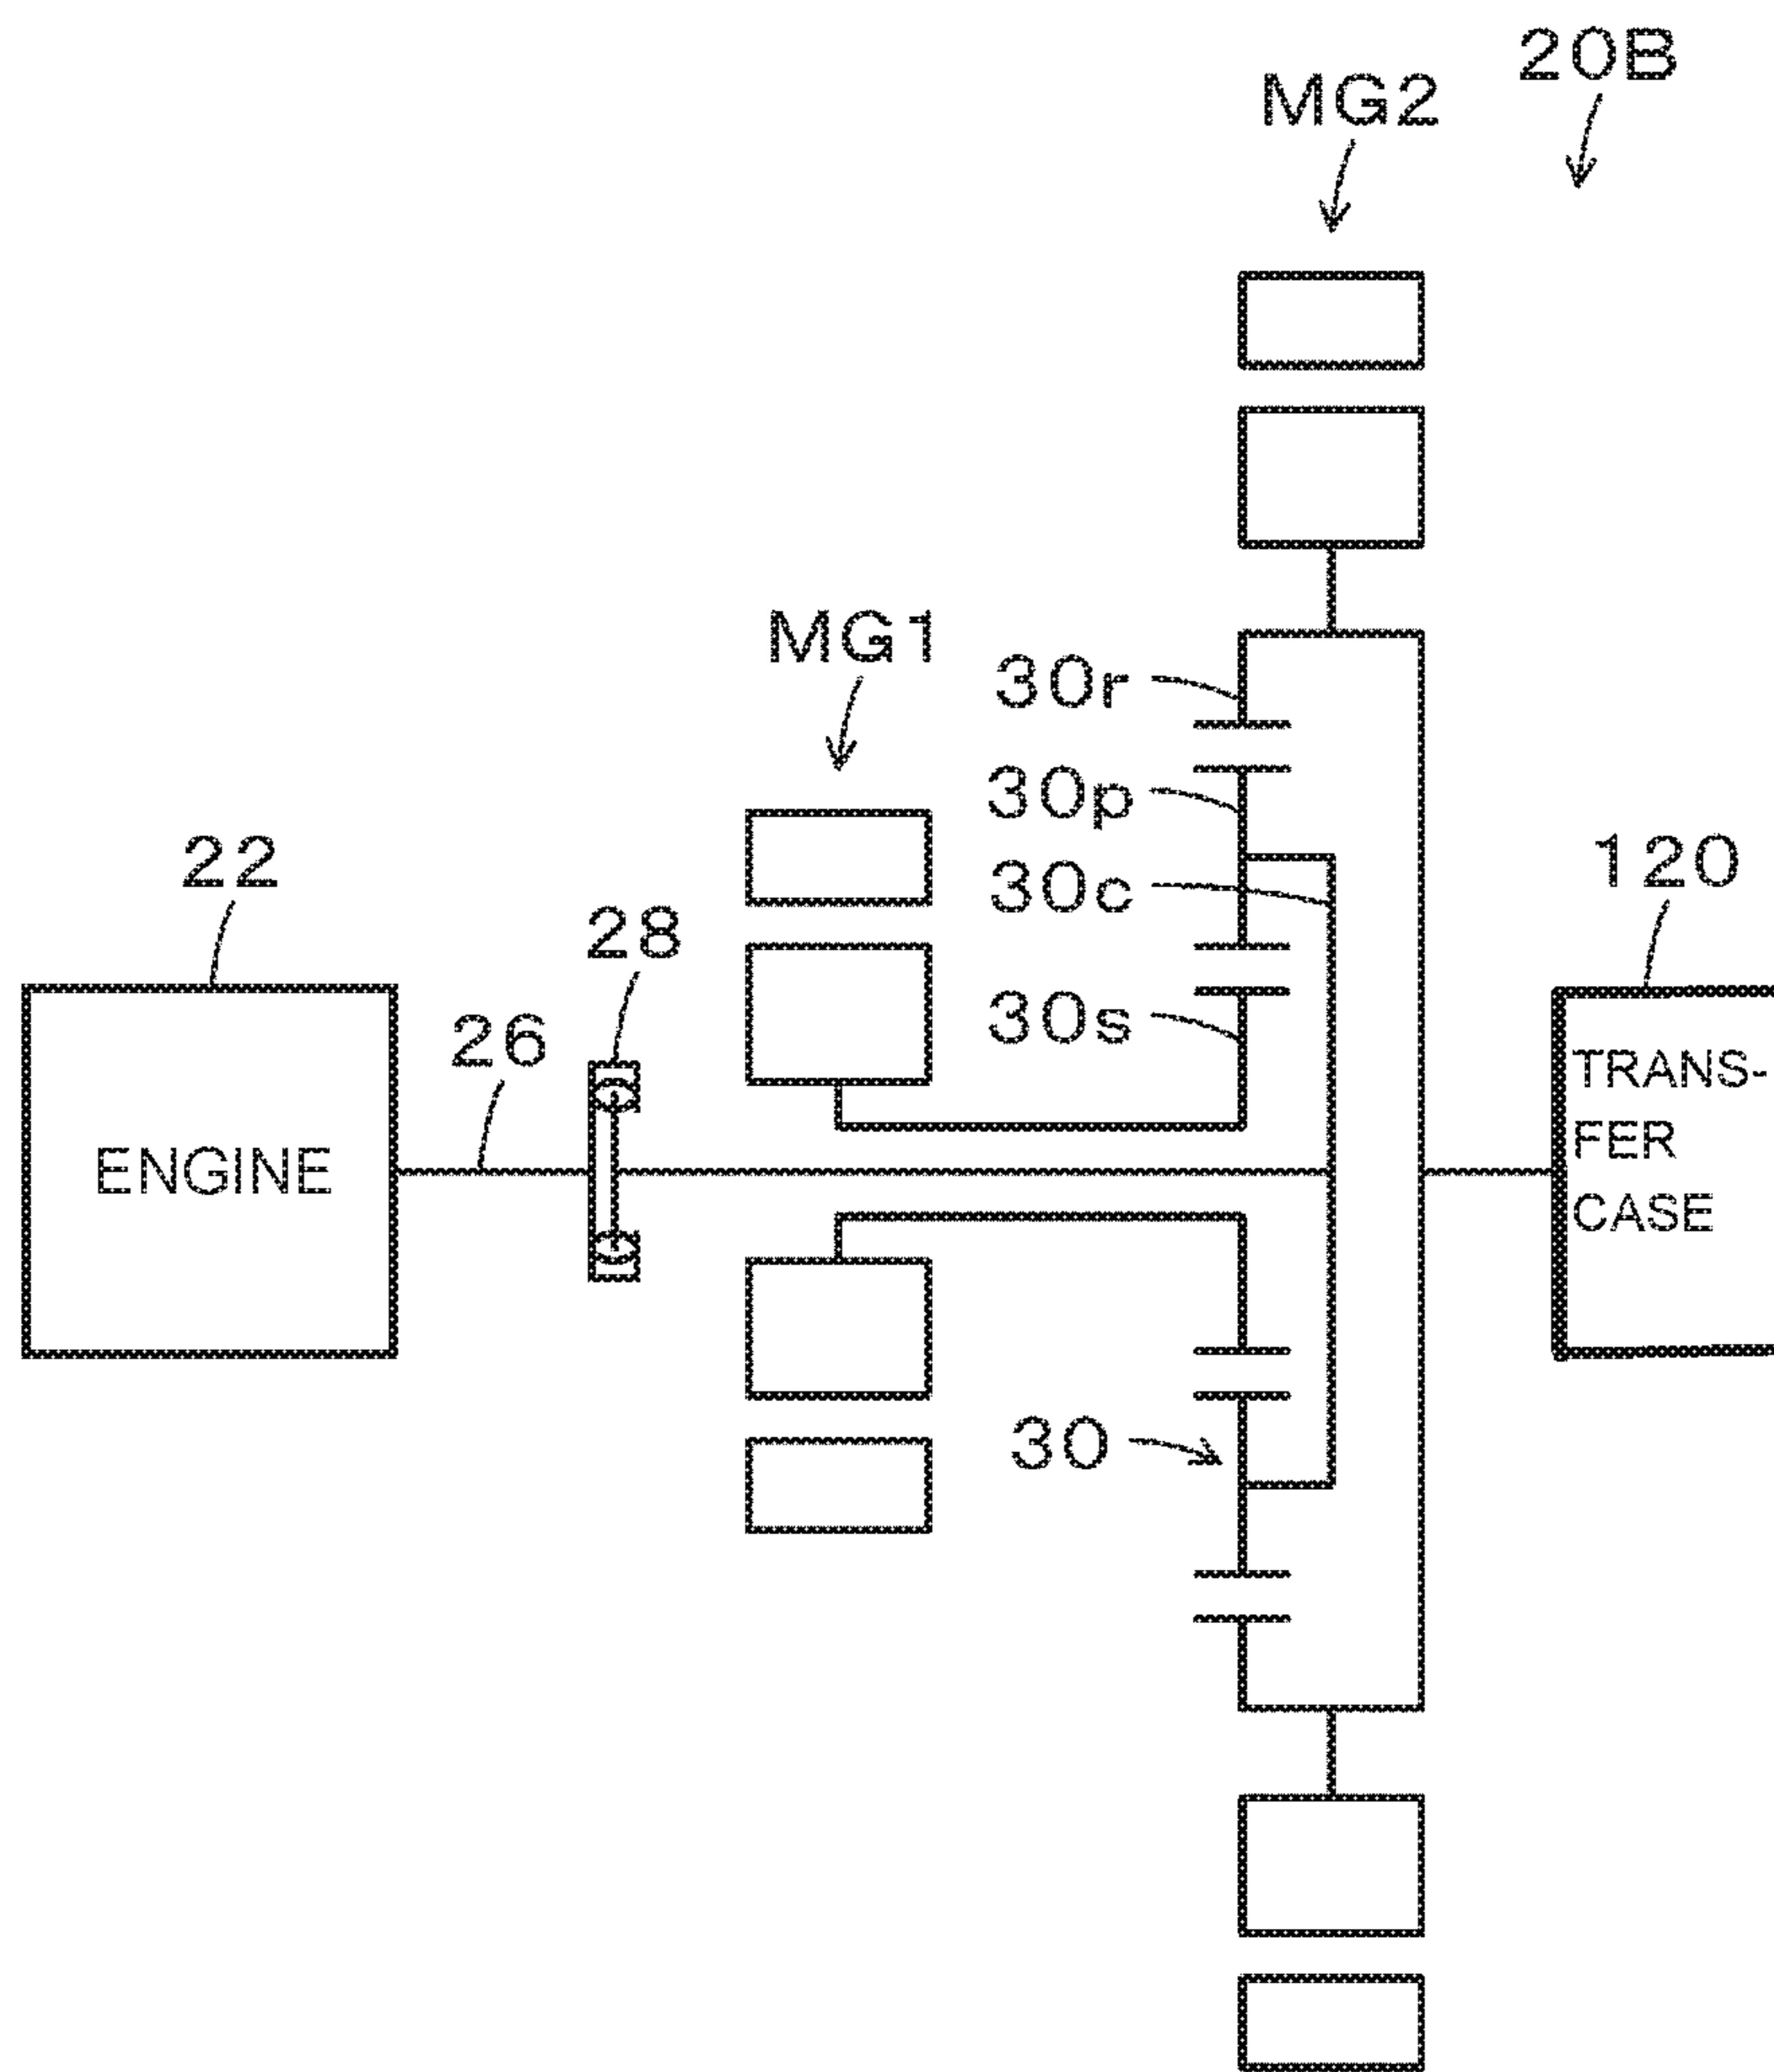 20B
MG2
MG1
30r
30p
22
30c
120
28
26
30s
ENGINE
TRANS-
FER
CASE
30